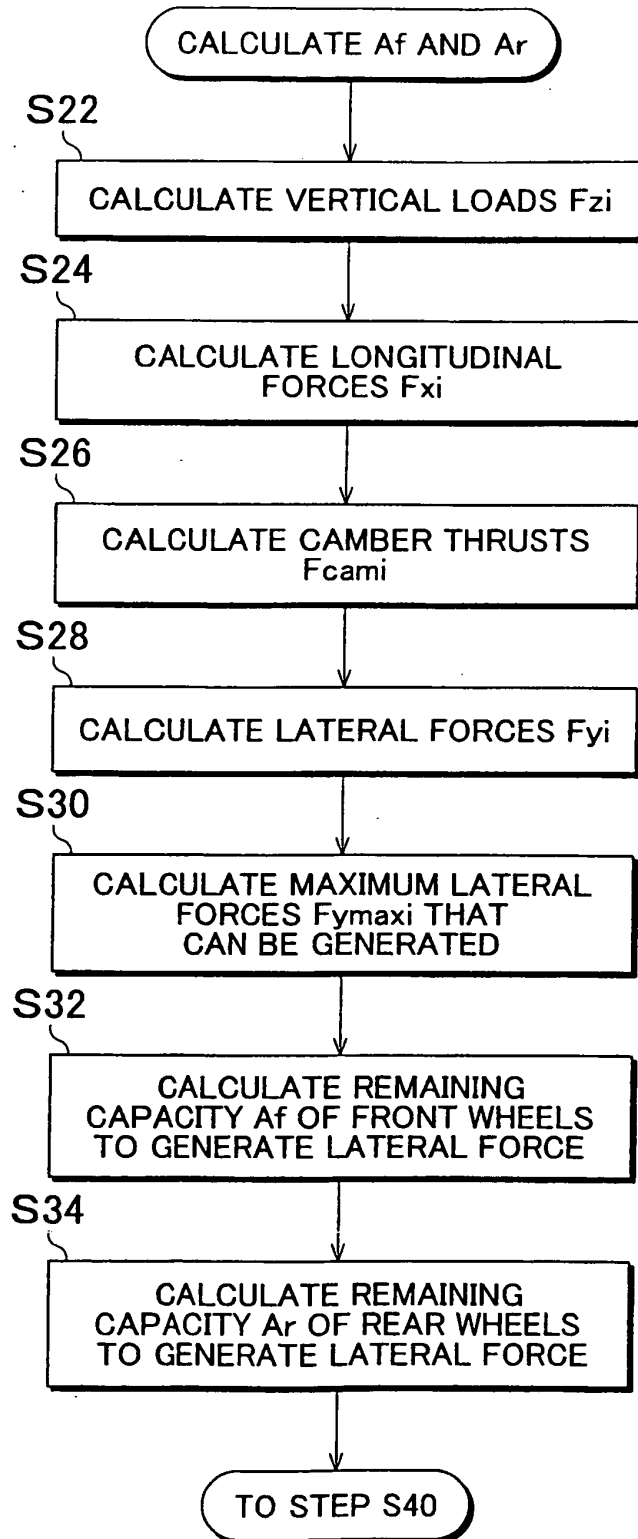 CALCULATE Af AND Ar
S22
CALCULATE VERTICAL LOADS Fzi
S24
CALCULATE LONGITUDINAL
FORCES Fxi
S26
CALCULATE CAMBER THRUSTS
Fcami
S28
CALCULATE LATERAL FORCES Fyi
S30
CALCULATE MAXIMUM LATERAL
FORCES Fymaxi THAT
CAN BE GENERATED
S32
CALCULATE REMAINING
CAPACITY Af OF FRONT WHEELS
TO GENERATE LATERAL FORCE
S34
CALCULATE REMAINING
CAPACITY Ar OF REAR WHEELS
TO GENERATE LATERAL FORCE
TO STEP S40